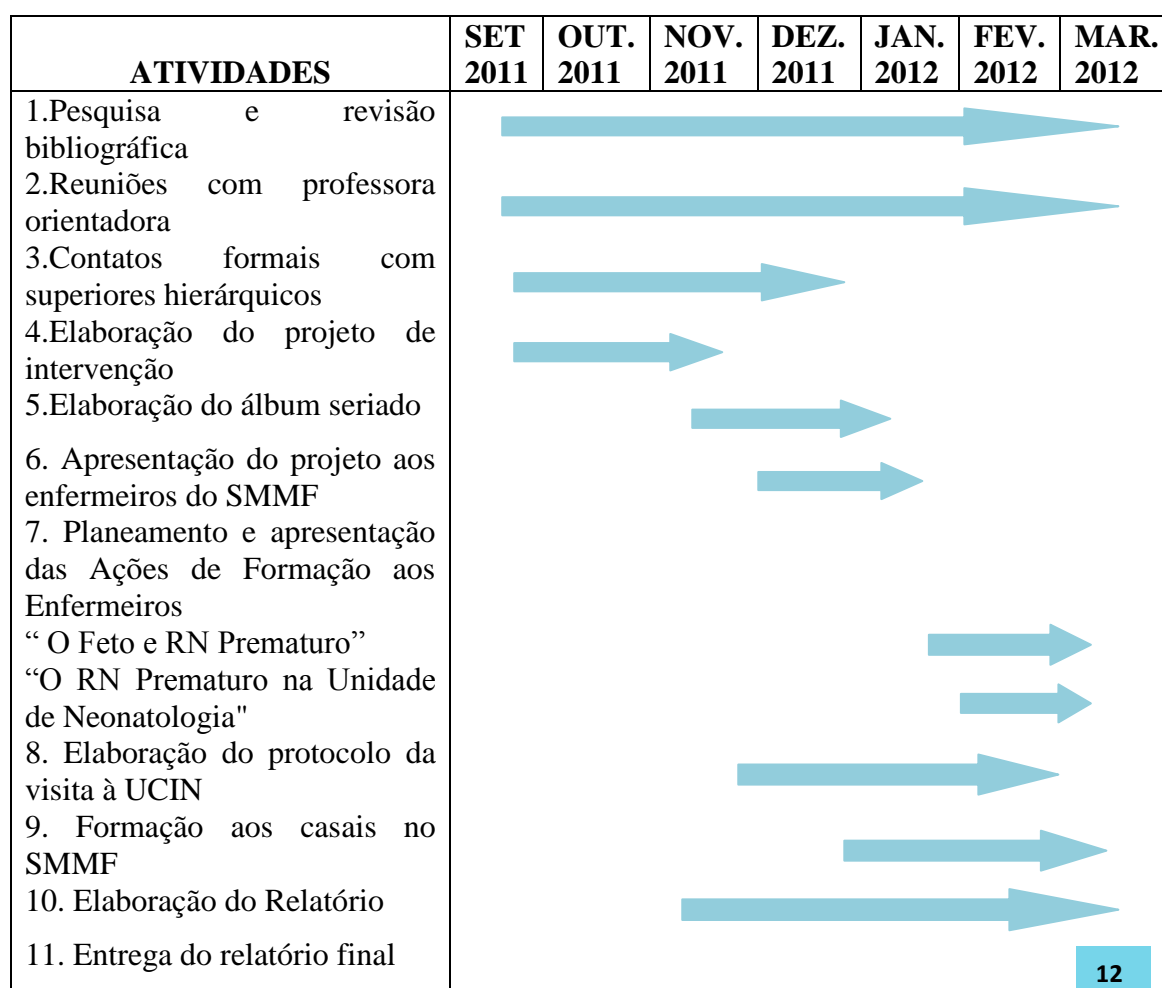 ATIVIDADES
SET 2011
OUT. 2011
NOV. 2011
DEZ. 2011
JAN. 2012
FEV. 2012
MAR. 2012
1.Pesquisa e revisão
bibliográfica
2.Reuniões com professora
orientadora
3.Contatos formais com
superiores hierárquicos
4.Elaboração do projeto de
intervenção
5.Elaboração do álbum seriado
6. Apresentação do projeto aos
enfermeiros do SMMF
7. Planeamento e apresentação
das Ações de Formação aos
Enfermeiros
“ O Feto e RN Prematuro”
“O RN Prematuro na Unidade
de Neonatologia"
8. Elaboração do protocolo da
visita à UCIN
9. Formação aos casais no
SMMF
10. Elaboração do Relatório
11. Entrega do relatório final
12